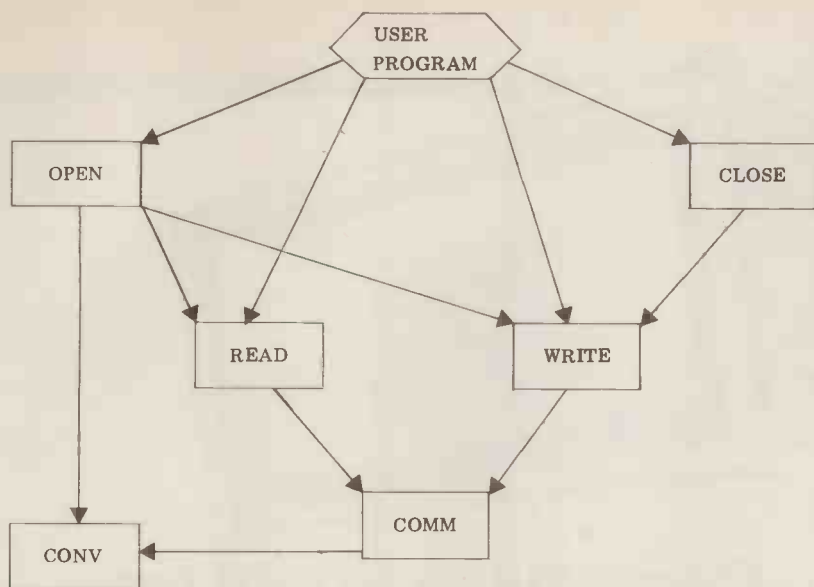 USER
PROGRAM
OPEN
CLOSE
READ
WRITE
COMM
CONV